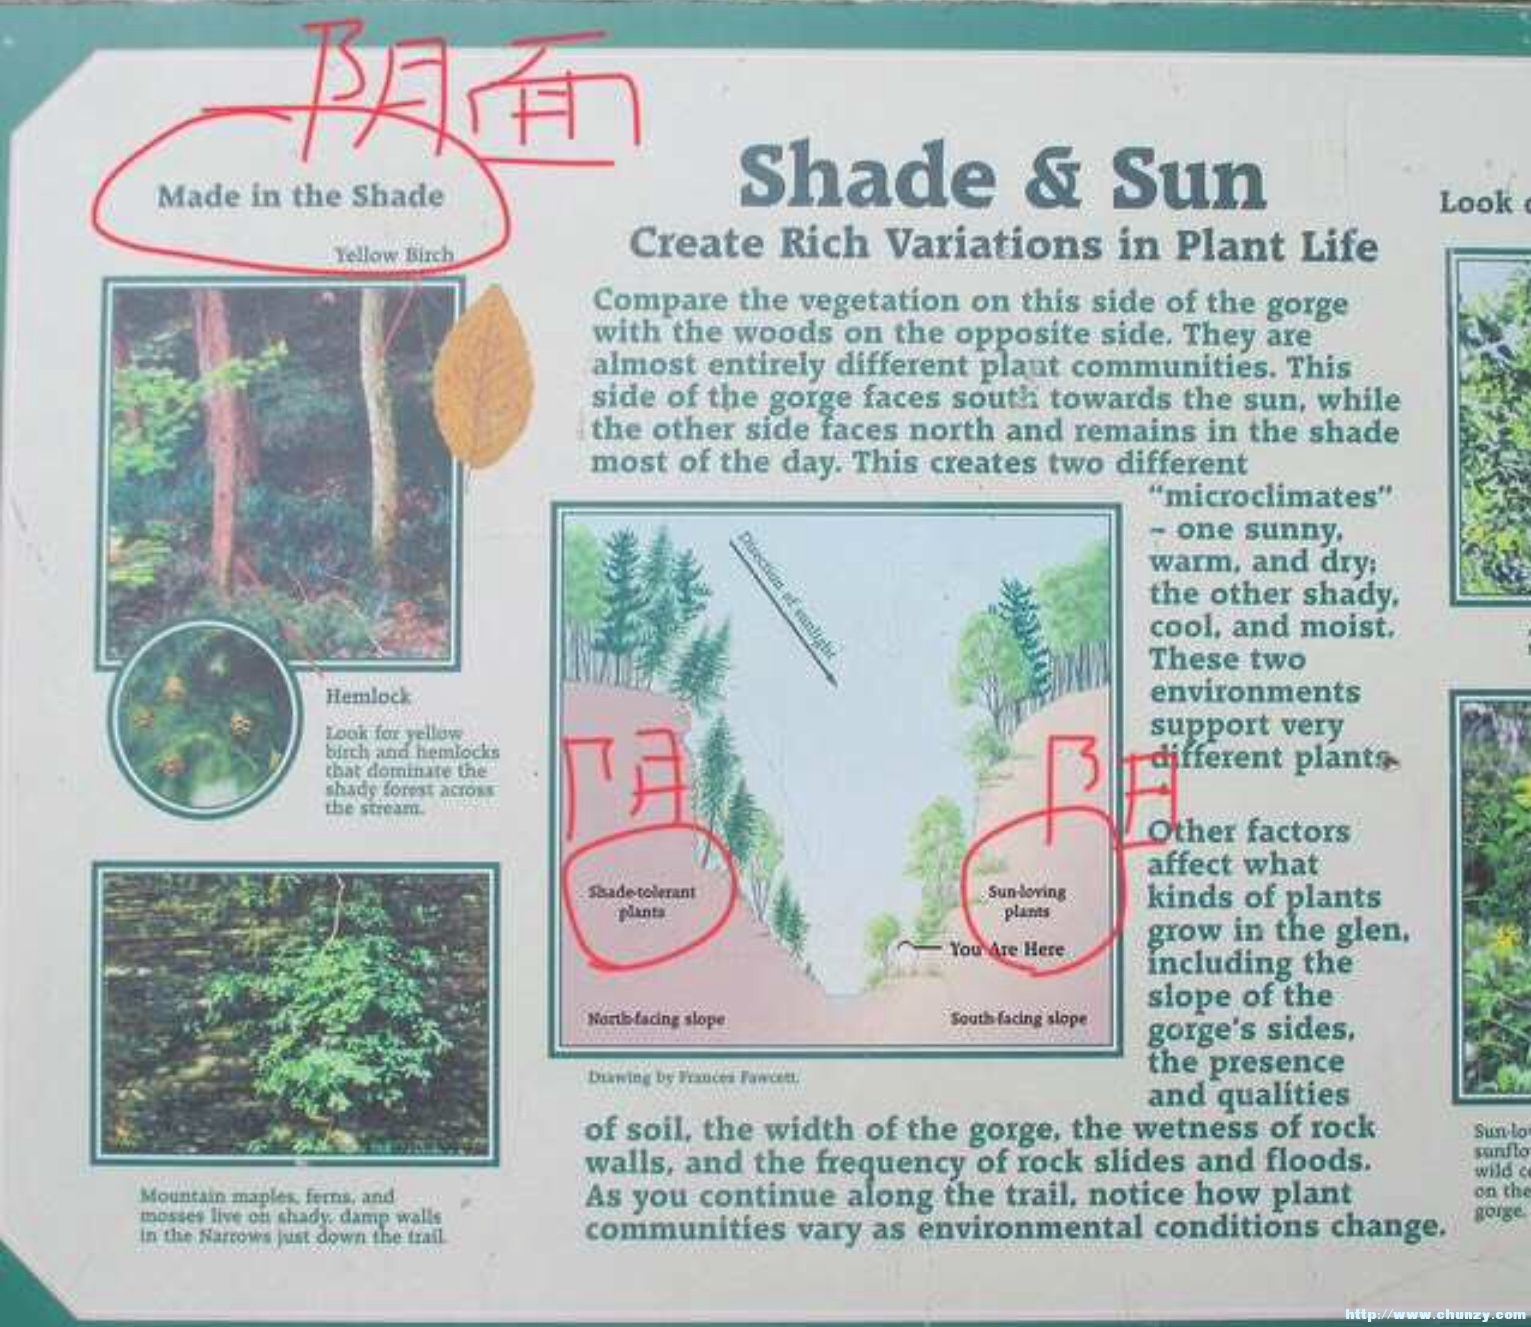 阴面
Made in the Shade
Yellow Birch
Hemlock
Look for yellow
birch and hemlocks
that dominate the
shady forest across
the stream.
Mountain maples, ferns, and
mosses live on shady, damp walls
in the Narrows just down the trail.
Shade & Sun
Create Rich Variations in Plant Life
Compare the vegetation on this side of the gorge
with the woods on the opposite side. They are
almost entirely different plant communities. This
side of the gorge faces south towards the sun, while
the other side faces north and remains in the shade
most of the day. This creates two different
“microclimates”
– one sunny,
warm, and dry;
the other shady,
cool, and moist.
These two
environments
support very
different plants.
Direction of sunlight
阴
阳
Shade-tolerant
plants
Sun-loving
plants
You Are Here
North-facing slope
South-facing slope
Drawing by Frances Fawcett.
Other factors
affect what
kinds of plants
grow in the glen,
including the
slope of the
gorge's sides,
the presence
and qualities
of soil, the width of the gorge, the wetness of rock
walls, and the frequency of rock slides and floods.
As you continue along the trail, notice how plant
communities vary as environmental conditions change.
Look
Sun-lo
sunflo
wild c
on the
gorge.
http://www.chunzy.com